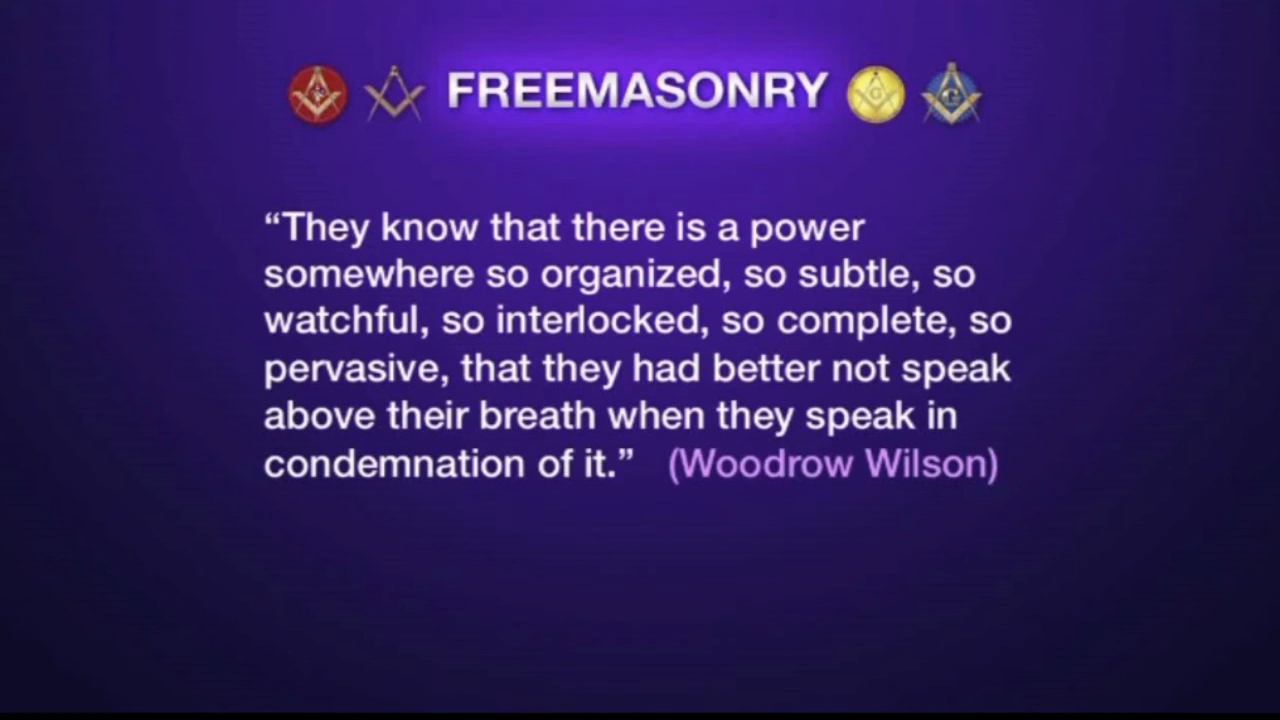 FREEMASONRY
“They know that there is a power
somewhere so organized, so subtle, so
watchful, so interlocked, so complete, so
pervasive, that they had better not speak
above their breath when they speak in
condemnation of it.” (Woodrow Wilson)